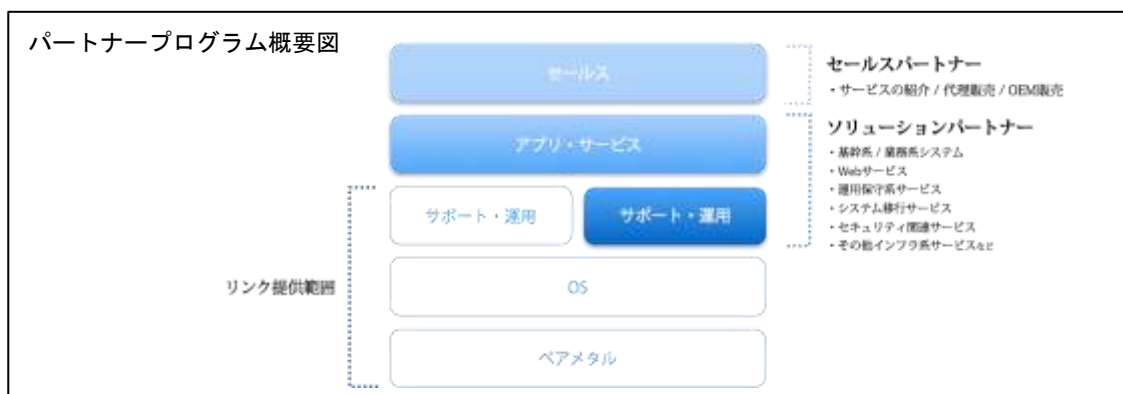 パートナープログラム概要図
セールス
セールスパートナー
・サービスの紹介 / 代理販売 / OEM販売
アプリ・サービス
ソリューションパートナー
・基幹系 / 業務系システム
・Webサービス
・運用保守系サービス
・システム移行サービス
・セキュリティ関連サービス
・その他インフラ系サービスなど
サポート・運用
サポート・運用
リンク提供範囲
OS
ベアメタル